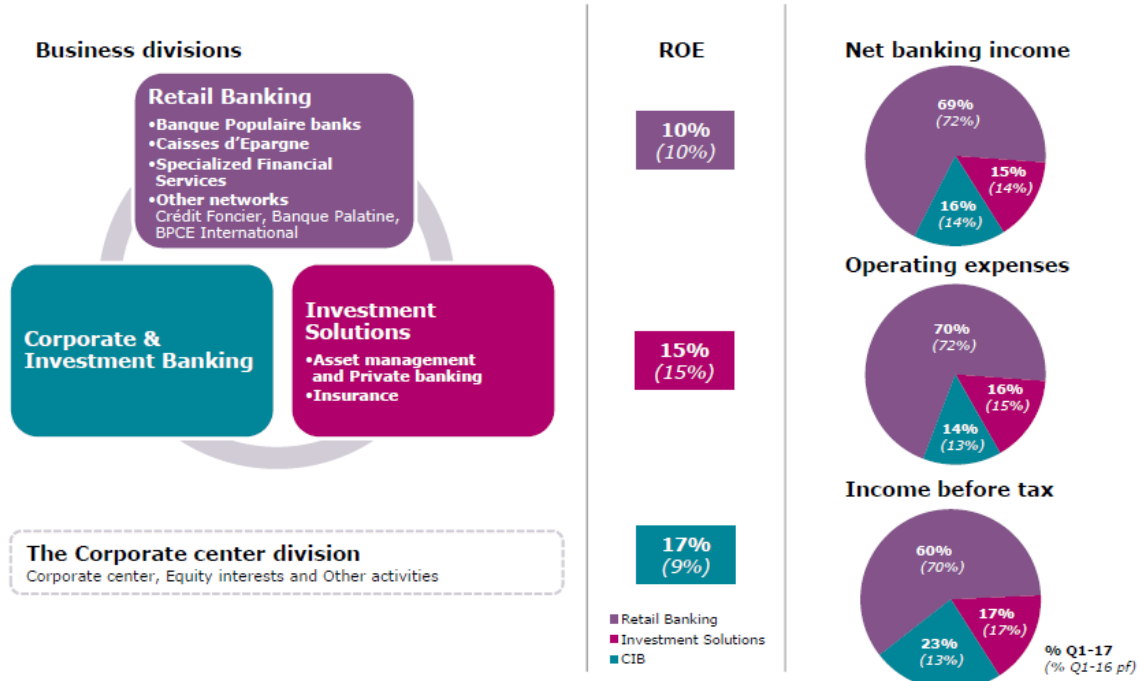 Business divisions
Retail Banking
•Banque Populaire banks
•Caisses d'Epargne
•Specialized Financial
Services
•Other networks
Crédit Foncier, Banque Palatine,
BPCE International
Corporate &
Investment Banking
Investment
Solutions
•Asset management
and Private banking
•Insurance
The Corporate center division
Corporate center, Equity interests and Other activities
ROE
10%
(10%)
15%
(15%)
17%
(9%)
Retail Banking
Investment Solutions
CIB
Net banking income
69%
(72%)
15%
(14%)
16%
(14%)
Operating expenses
70%
(72%)
16%
(15%)
14%
(13%)
Income before tax
60%
(70%)
17%
(17%)
23%
(13%)
% Q1-17
(% Q1-16 pf)